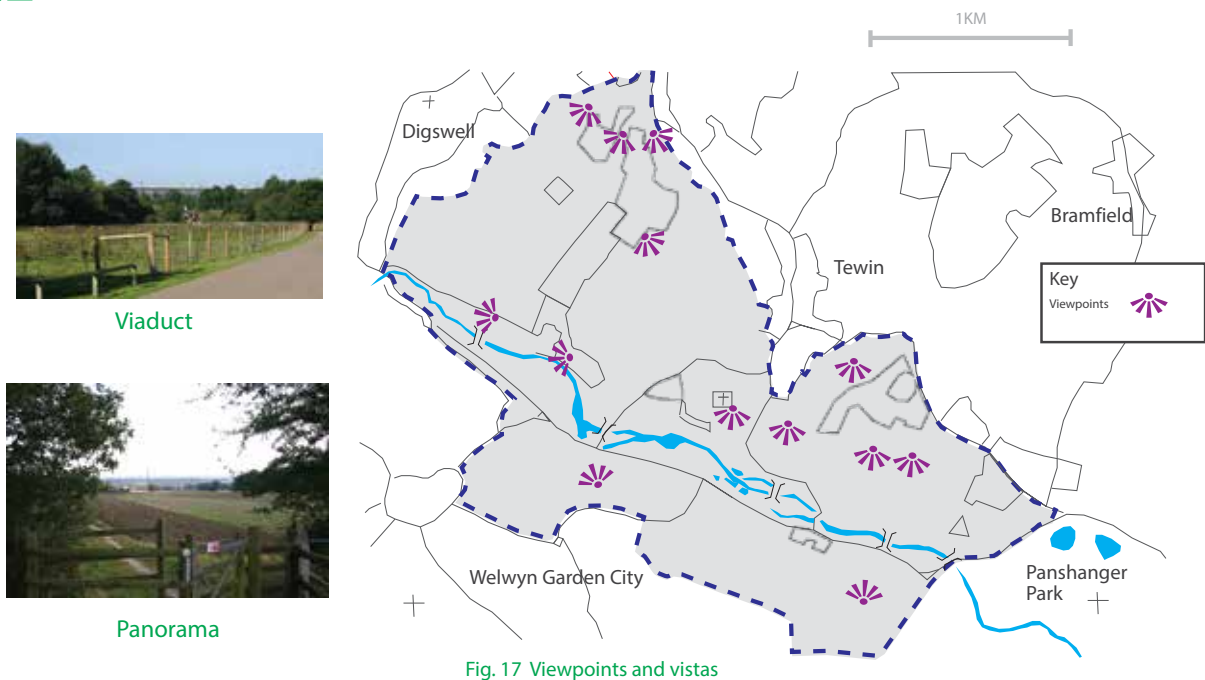 1KM
Digswell
Bramfield
Tewin
Key
Viewpoints
Viaduct
Welwyn Garden City
Panshanger
Park
Panorama
Fig. 17 Viewpoints and vistas